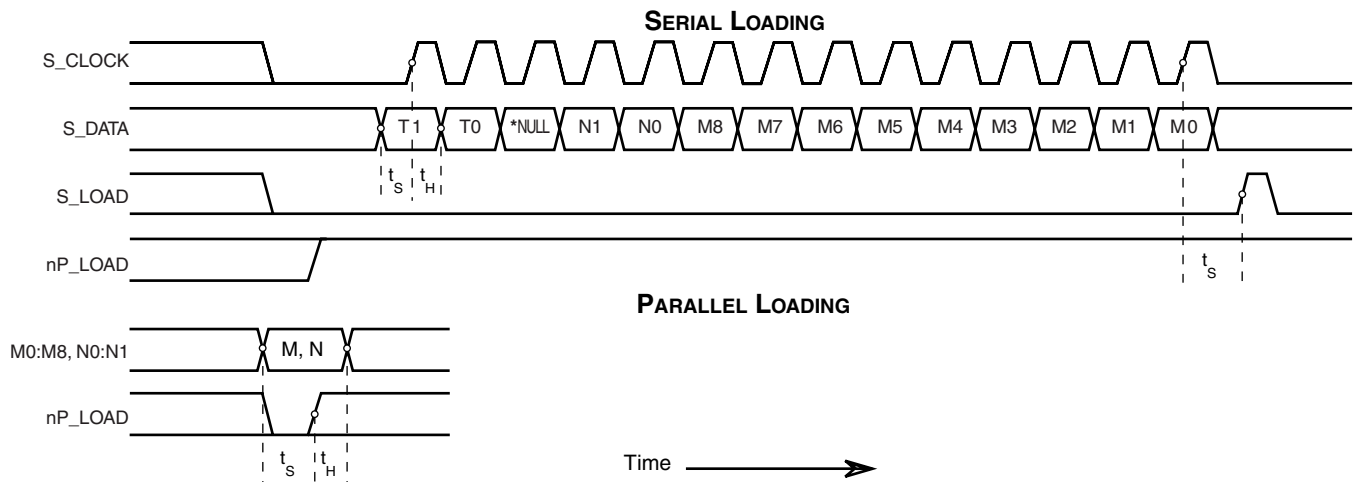 SERIAL LOADING
S_CLOCK
S_DATA T1 T0 *NULL N1 N0 M8 M7 M6 M5 M4 M3 M2 M1 M0
tS tH
S_LOAD
nP_LOAD
tS
PARALLEL LOADING
M0:M8, N0:N1 M, N
nP_LOAD
tS tH
Time